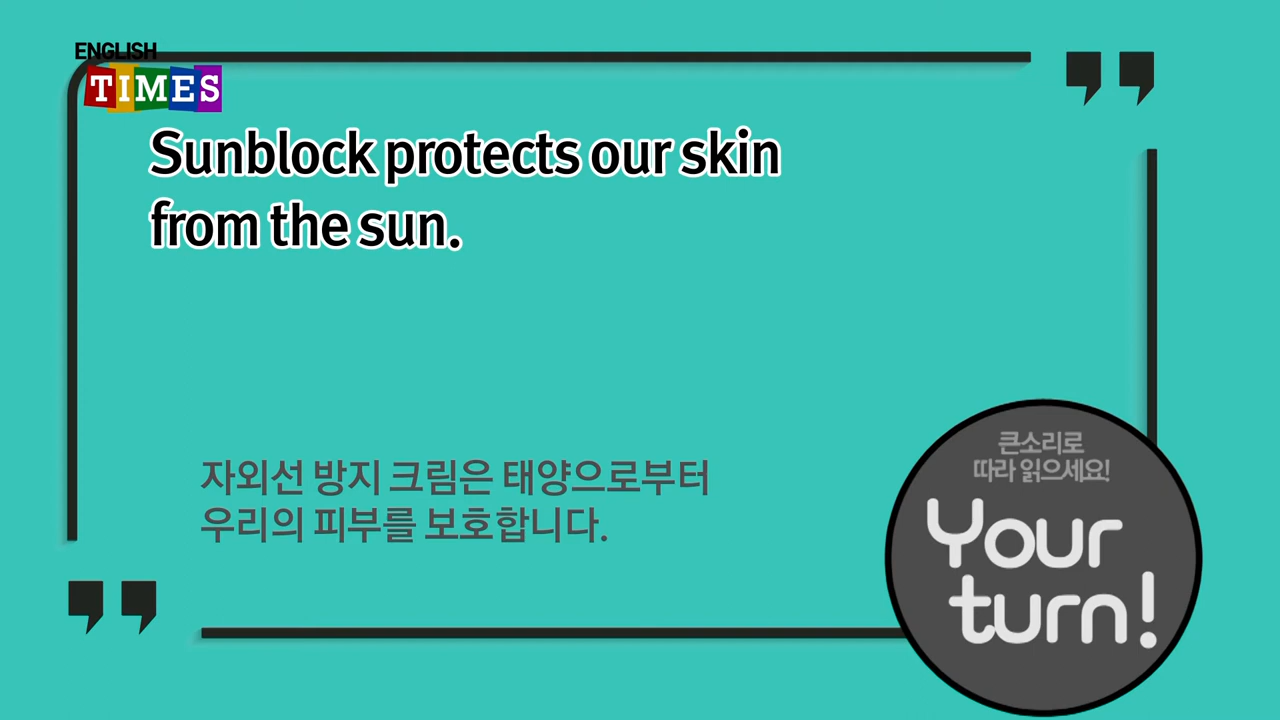 ENGLISH
TIMES
Sunblock protects our skin
from the sun.
자외선 방지 크림은 태양으로부터
우리의 피부를 보호합니다.
큰소리로
따라 읽으세요!
Your
turn!